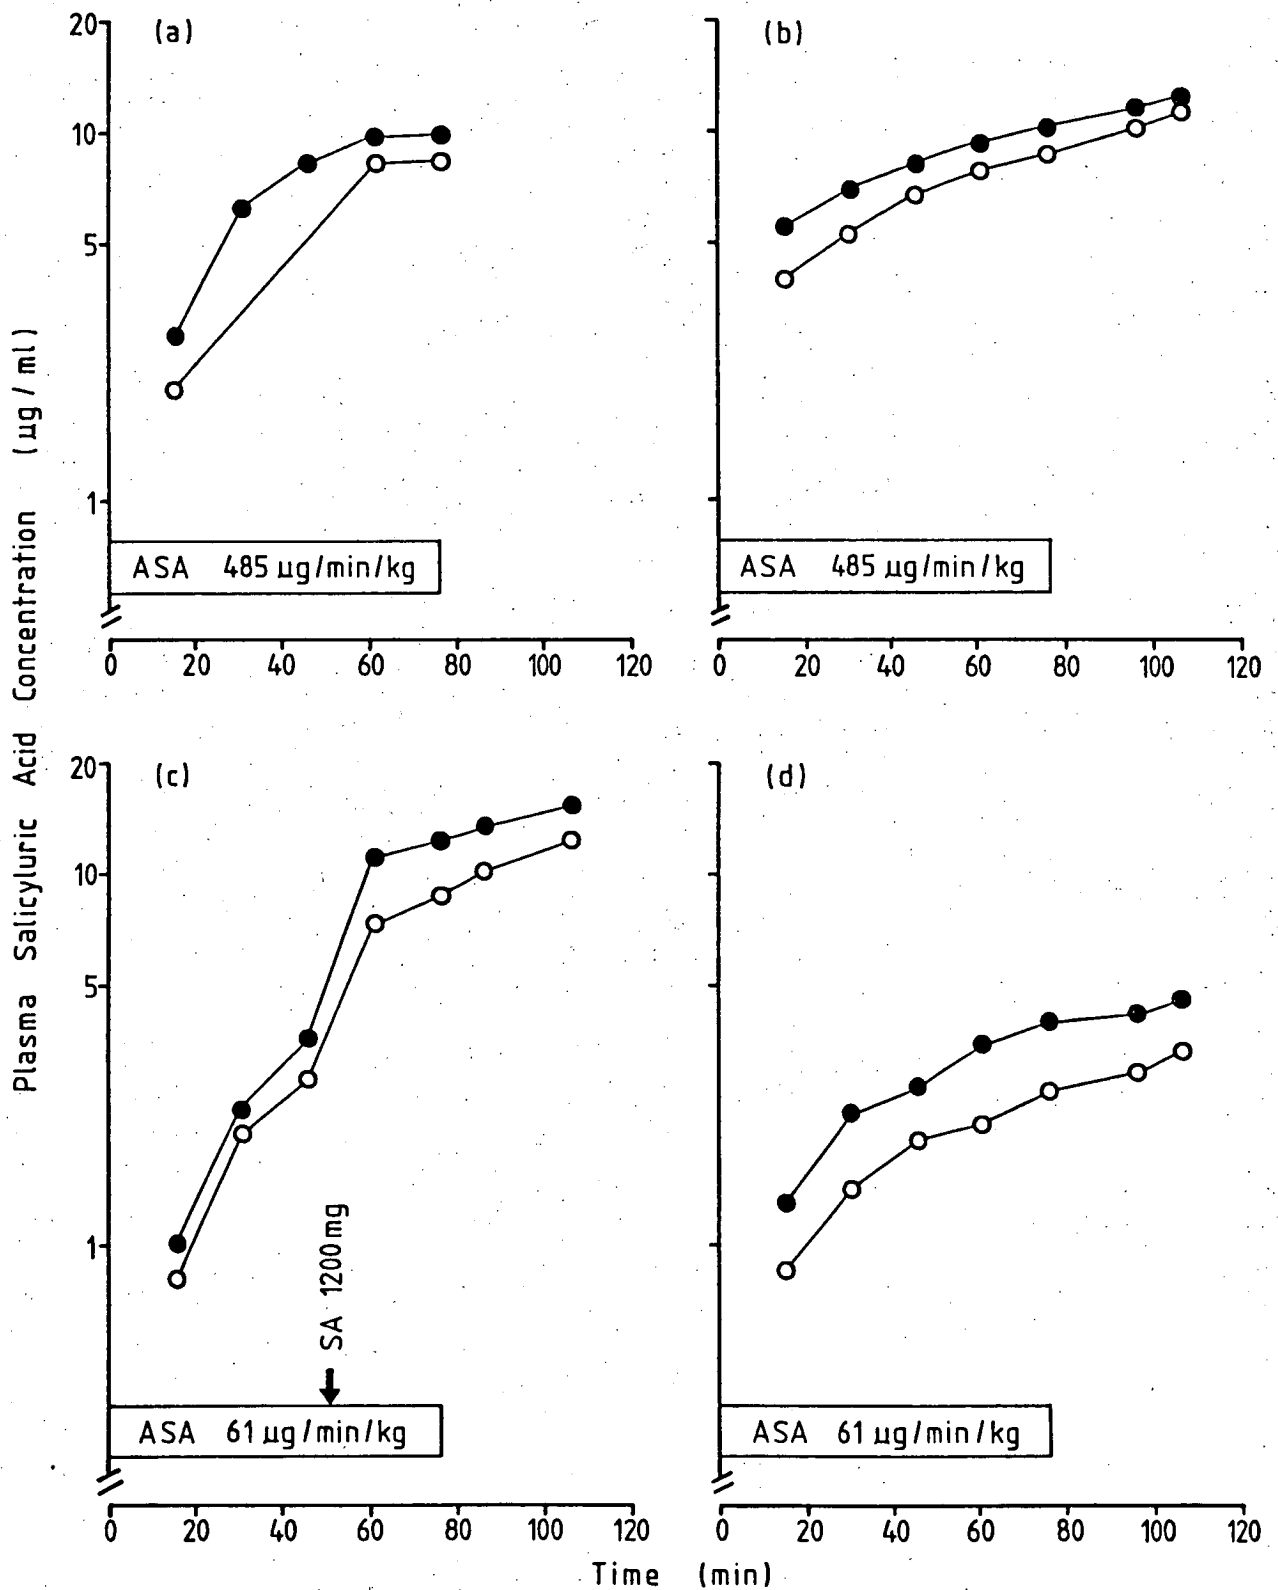 Plasma Salicyluric Acid Concentration (µg/ml)
(a)
20
10
5
1
ASA 485 µg/min/kg
0 20 40 60 80 100 120
(b)
ASA 485 µg/min/kg
0 20 40 60 80 100 120
(c)
20
10
5
1
SA 1200mg
ASA 61 µg/min/kg
0 20 40 60 80 100 120
(d)
ASA 61 µg/min/kg
0 20 40 60 80 100 120
Time (min)